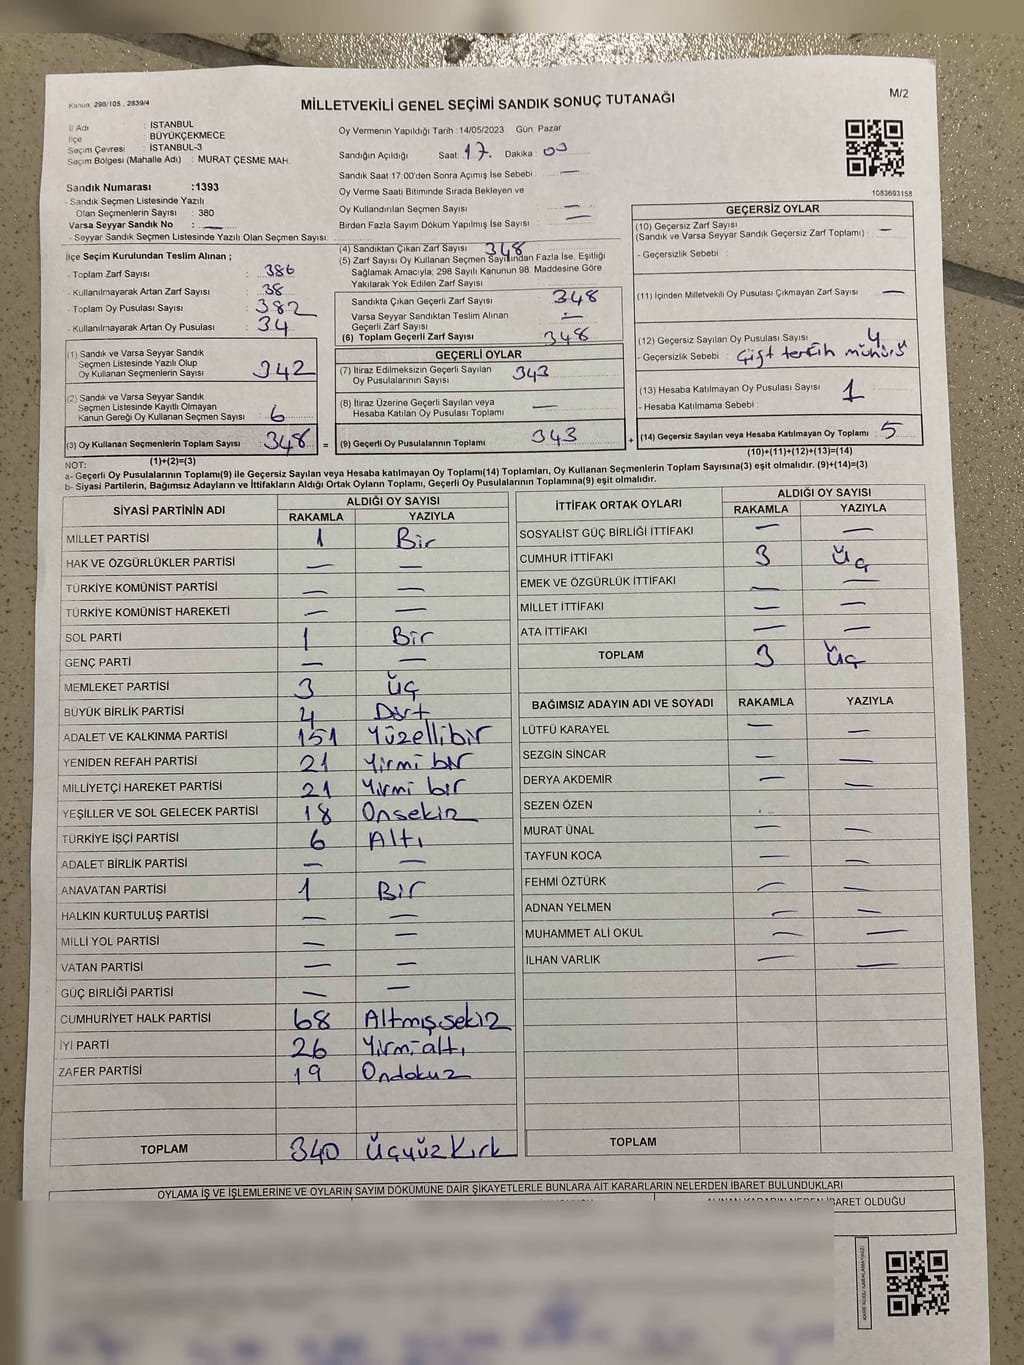 Kanun, 298/105 , 2839/4
MİLLETVEKİLİ GENEL SEÇİMİ SANDIK SONUÇ TUTANAĞI
M/2
İl Adı : İSTANBUL
İlçe : BÜYÜKÇEKMECE
Seçim Çevresi : İSTANBUL-3
Seçim Bölgesi (Mahalle Adı) : MURAT ÇESME MAH.
Oy Vermenin Yapıldığı Tarih :14/05/2023 Gün: Pazar
Sandığın Açıldığı Saat: 17. Dakika: 00
Sandık Saat 17:00'den Sonra Açımış İse Sebebi : —
Oy Verme Saati Bitiminde Sırada Bekleyen ve
Oy Kullandırılan Seçmen Sayısı : —
Birden Fazla Sayım Döküm Yapılmış İse Sayısı : —
1083693158
Sandık Numarası :1393
- Sandık Seçmen Listesinde Yazılı
Olan Seçmenlerin Sayısı : 380
Varsa Seyyar Sandık No : —
- Seyyar Sandık Seçmen Listesinde Yazılı Olan Seçmen Sayısı:
İlçe Seçim Kurulundan Teslim Alınan ;
- Toplam Zarf Sayısı : 386
- Kullanılmayarak Artan Zarf Sayısı : 38
- Toplam Oy Pusulası Sayısı : 382
- Kullanılmayarak Artan Oy Pusulası : 34
(1) Sandık ve Varsa Seyyar Sandık
Seçmen Listesinde Yazılı Olup
Oy Kullanan Seçmenlerin Sayısı : 342
(2) Sandık ve Varsa Seyyar Sandık
Seçmen Listesinde Kayıtlı Olmayan
Kanun Gereği Oy Kullanan Seçmen Sayısı : 6
(3) Oy Kullanan Seçmenlerin Toplam Sayısı : 348 =
(1)+(2)=(3)
(4) Sandıktan Çıkan Zarf Sayısı : 348
(5) Zarf Sayısı Oy Kullanan Seçmen Sayısından Fazla İse, Eşitliği
Sağlamak Amacıyla; 298 Sayılı Kanunun 98. Maddesine Göre
Yakılarak Yok Edilen Zarf Sayısı :
Sandıkta Çıkan Geçerli Zarf Sayısı : 348
Varsa Seyyar Sandıktan Teslim Alınan
Geçerli Zarf Sayısı : —
(6) Toplam Geçerli Zarf Sayısı : 348
GEÇERLİ OYLAR
(7) İtiraz Edilmeksizin Geçerli Sayılan
Oy Pusulalarının Sayısı : 343
(8) İtiraz Üzerine Geçerli Sayılan veya
Hesaba Katılan Oy Pusulası Toplamı : —
(9) Geçerli Oy Pusulalarının Toplamı : 343 +
GEÇERSİZ OYLAR
(10) Geçersiz Zarf Sayısı : —
(Sandık ve Varsa Seyyar Sandık Geçersiz Zarf Toplamı)
- Geçersizlik Sebebi :
(11) İçinden Milletvekili Oy Pusulası Çıkmayan Zarf Sayısı : —
(12) Geçersiz Sayılan Oy Pusulası Sayısı : 4
- Geçersizlik Sebebi : Çift tercih mühür
(13) Hesaba Katılmayan Oy Pusulası Sayısı : 1
- Hesaba Katılmama Sebebi :
(14) Geçersiz Sayılan veya Hesaba Katılmayan Oy Toplamı : 5
(10)+(11)+(12)+(13)=(14)
NOT:
a- Geçerli Oy Pusulalarının Toplamı(9) ile Geçersiz Sayılan veya Hesaba katılmayan Oy Toplamı(14) Toplamları, Oy Kullanan Seçmenlerin Toplam Sayısına(3) eşit olmalıdır. (9)+(14)=(3)
b- Siyasi Partilerin, Bağımsız Adayların ve İttifakların Aldığı Ortak Oyların Toplamı, Geçerli Oy Pusulalarının Toplamına(9) eşit olmalıdır.
SİYASİ PARTİNİN ADI ALDIĞI OY SAYISI
RAKAMLA YAZIYLA
MİLLET PARTİSİ 1 Bir
HAK VE ÖZGÜRLÜKLER PARTİSİ — —
TÜRKİYE KOMÜNİST PARTİSİ — —
TÜRKİYE KOMÜNİST HAREKETİ — —
SOL PARTİ 1 Bir
GENÇ PARTİ — —
MEMLEKET PARTİSİ 3 üç
BÜYÜK BİRLİK PARTİSİ 4 Dört
ADALET VE KALKINMA PARTİSİ 151 Yüzellibir
YENİDEN REFAH PARTİSİ 21 Yirmi bir
MİLLİYETÇİ HAREKET PARTİSİ 21 Yirmi bir
YEŞİLLER VE SOL GELECEK PARTİSİ 18 Onsekiz
TÜRKİYE İŞÇİ PARTİSİ 6 Altı
ADALET BİRLİK PARTİSİ — —
ANAVATAN PARTİSİ 1 Bir
HALKIN KURTULUŞ PARTİSİ — —
MİLLİ YOL PARTİSİ — —
VATAN PARTİSİ — —
GÜÇ BİRLİĞİ PARTİSİ — —
CUMHURİYET HALK PARTİSİ 68 Altmışsekiz
İYİ PARTİ 26 Yirmialtı
ZAFER PARTİSİ 19 Ondokuz
TOPLAM 340 Üçyüz Kırk
İTTİFAK ORTAK OYLARI ALDIĞI OY SAYISI
RAKAMLA YAZIYLA
SOSYALİST GÜÇ BİRLİĞİ İTTİFAKI — —
CUMHUR İTTİFAKI 3 Üç
EMEK VE ÖZGÜRLÜK İTTİFAKI — —
MİLLET İTTİFAKI — —
ATA İTTİFAKI — —
TOPLAM 3 Üç
BAĞIMSIZ ADAYIN ADI VE SOYADI RAKAMLA YAZIYLA
LÜTFÜ KARAYEL — —
SEZGİN SİNCAR — —
DERYA AKDEMİR — —
SEZEN ÖZEN
MURAT ÜNAL — —
TAYFUN KOCA — —
FEHMİ ÖZTÜRK — —
ADNAN YELMEN — —
MUHAMMET ALİ OKUL — —
İLHAN VARLIK — —
TOPLAM
OYLAMA İŞ VE İŞLEMLERİNE VE OYLARIN SAYIM DÖKÜMÜNE DAİR ŞİKAYETLERLE BUNLARA AİT KARARLARIN NELERDEN İBARET BULUNDUKLARI
ALINAN KARARIN NEDEN İBARET OLDUĞU